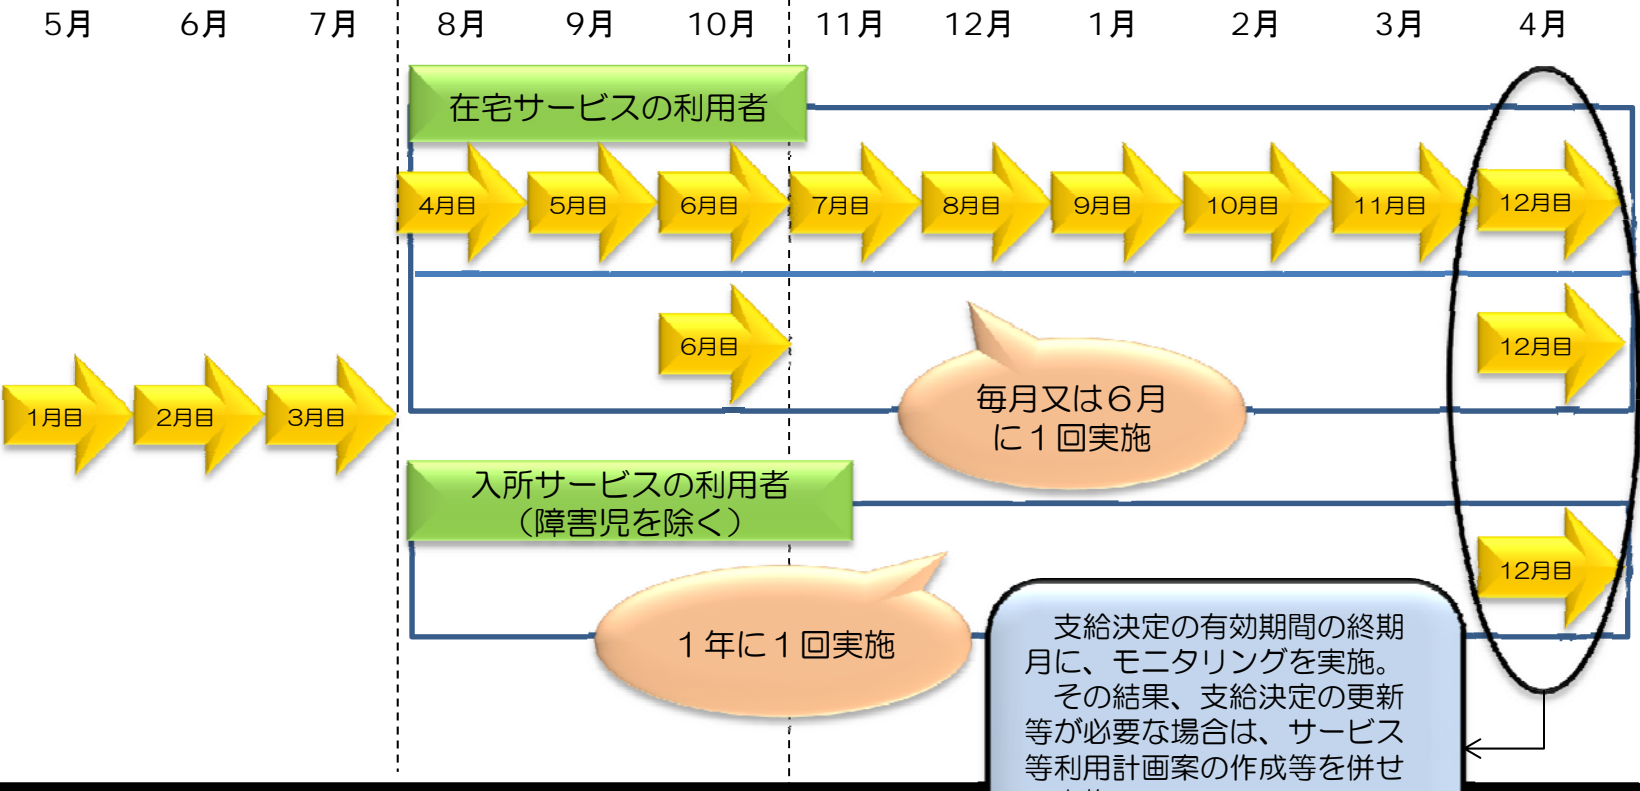 5月 6月 7月 8月 9月 10月 11月 12月 1月 2月 3月 4月
在宅サービスの利用者
4月目 5月目 6月目 7月目 8月目 9月目 10月目 11月目 12月目
6月目 12月目
毎月又は６月
に１回実施
1月目 2月目 3月目
入所サービスの利用者
（障害児を除く）
12月目
１年に１回実施
支給決定の有効期間の終期
月に、モニタリングを実施。
その結果、支給決定の更新
等が必要な場合は、サービス
等利用計画案の作成等を併せ